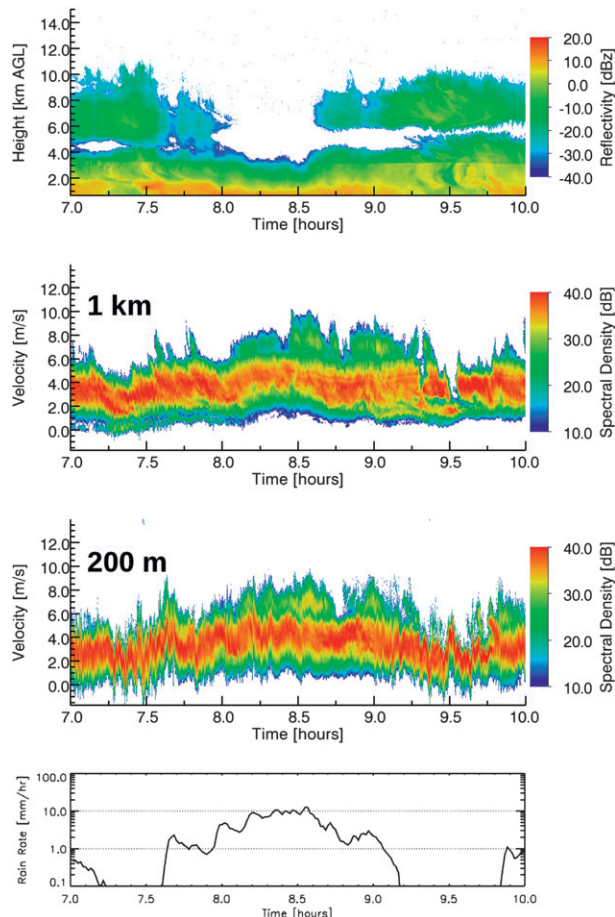 14.0
12.0
10.0
8.0
6.0
4.0
2.0
Height [km AGL]
7.0 7.5 8.0 8.5 9.0 9.5 10.0
Time [hours]
20.0
10.0
0.0
-10.0
-20.0
-30.0
-40.0
Reflectivity [dBz]
1 km
12.0
10.0
8.0
6.0
4.0
2.0
0.0
Velocity [m/s]
7.0 7.5 8.0 8.5 9.0 9.5 10.0
Time [hours]
40.0
30.0
20.0
10.0
Spectral Density [dB]
200 m
12.0
10.0
8.0
6.0
4.0
2.0
0.0
Velocity [m/s]
7.0 7.5 8.0 8.5 9.0 9.5 10.0
Time [hours]
40.0
30.0
20.0
10.0
Spectral Density [dB]
100.0
10.0
1.0
0.1
Rain Rate [mm/hr]
7.0 7.5 8.0 8.5 9.0 9.5 10.0
Time [hours]